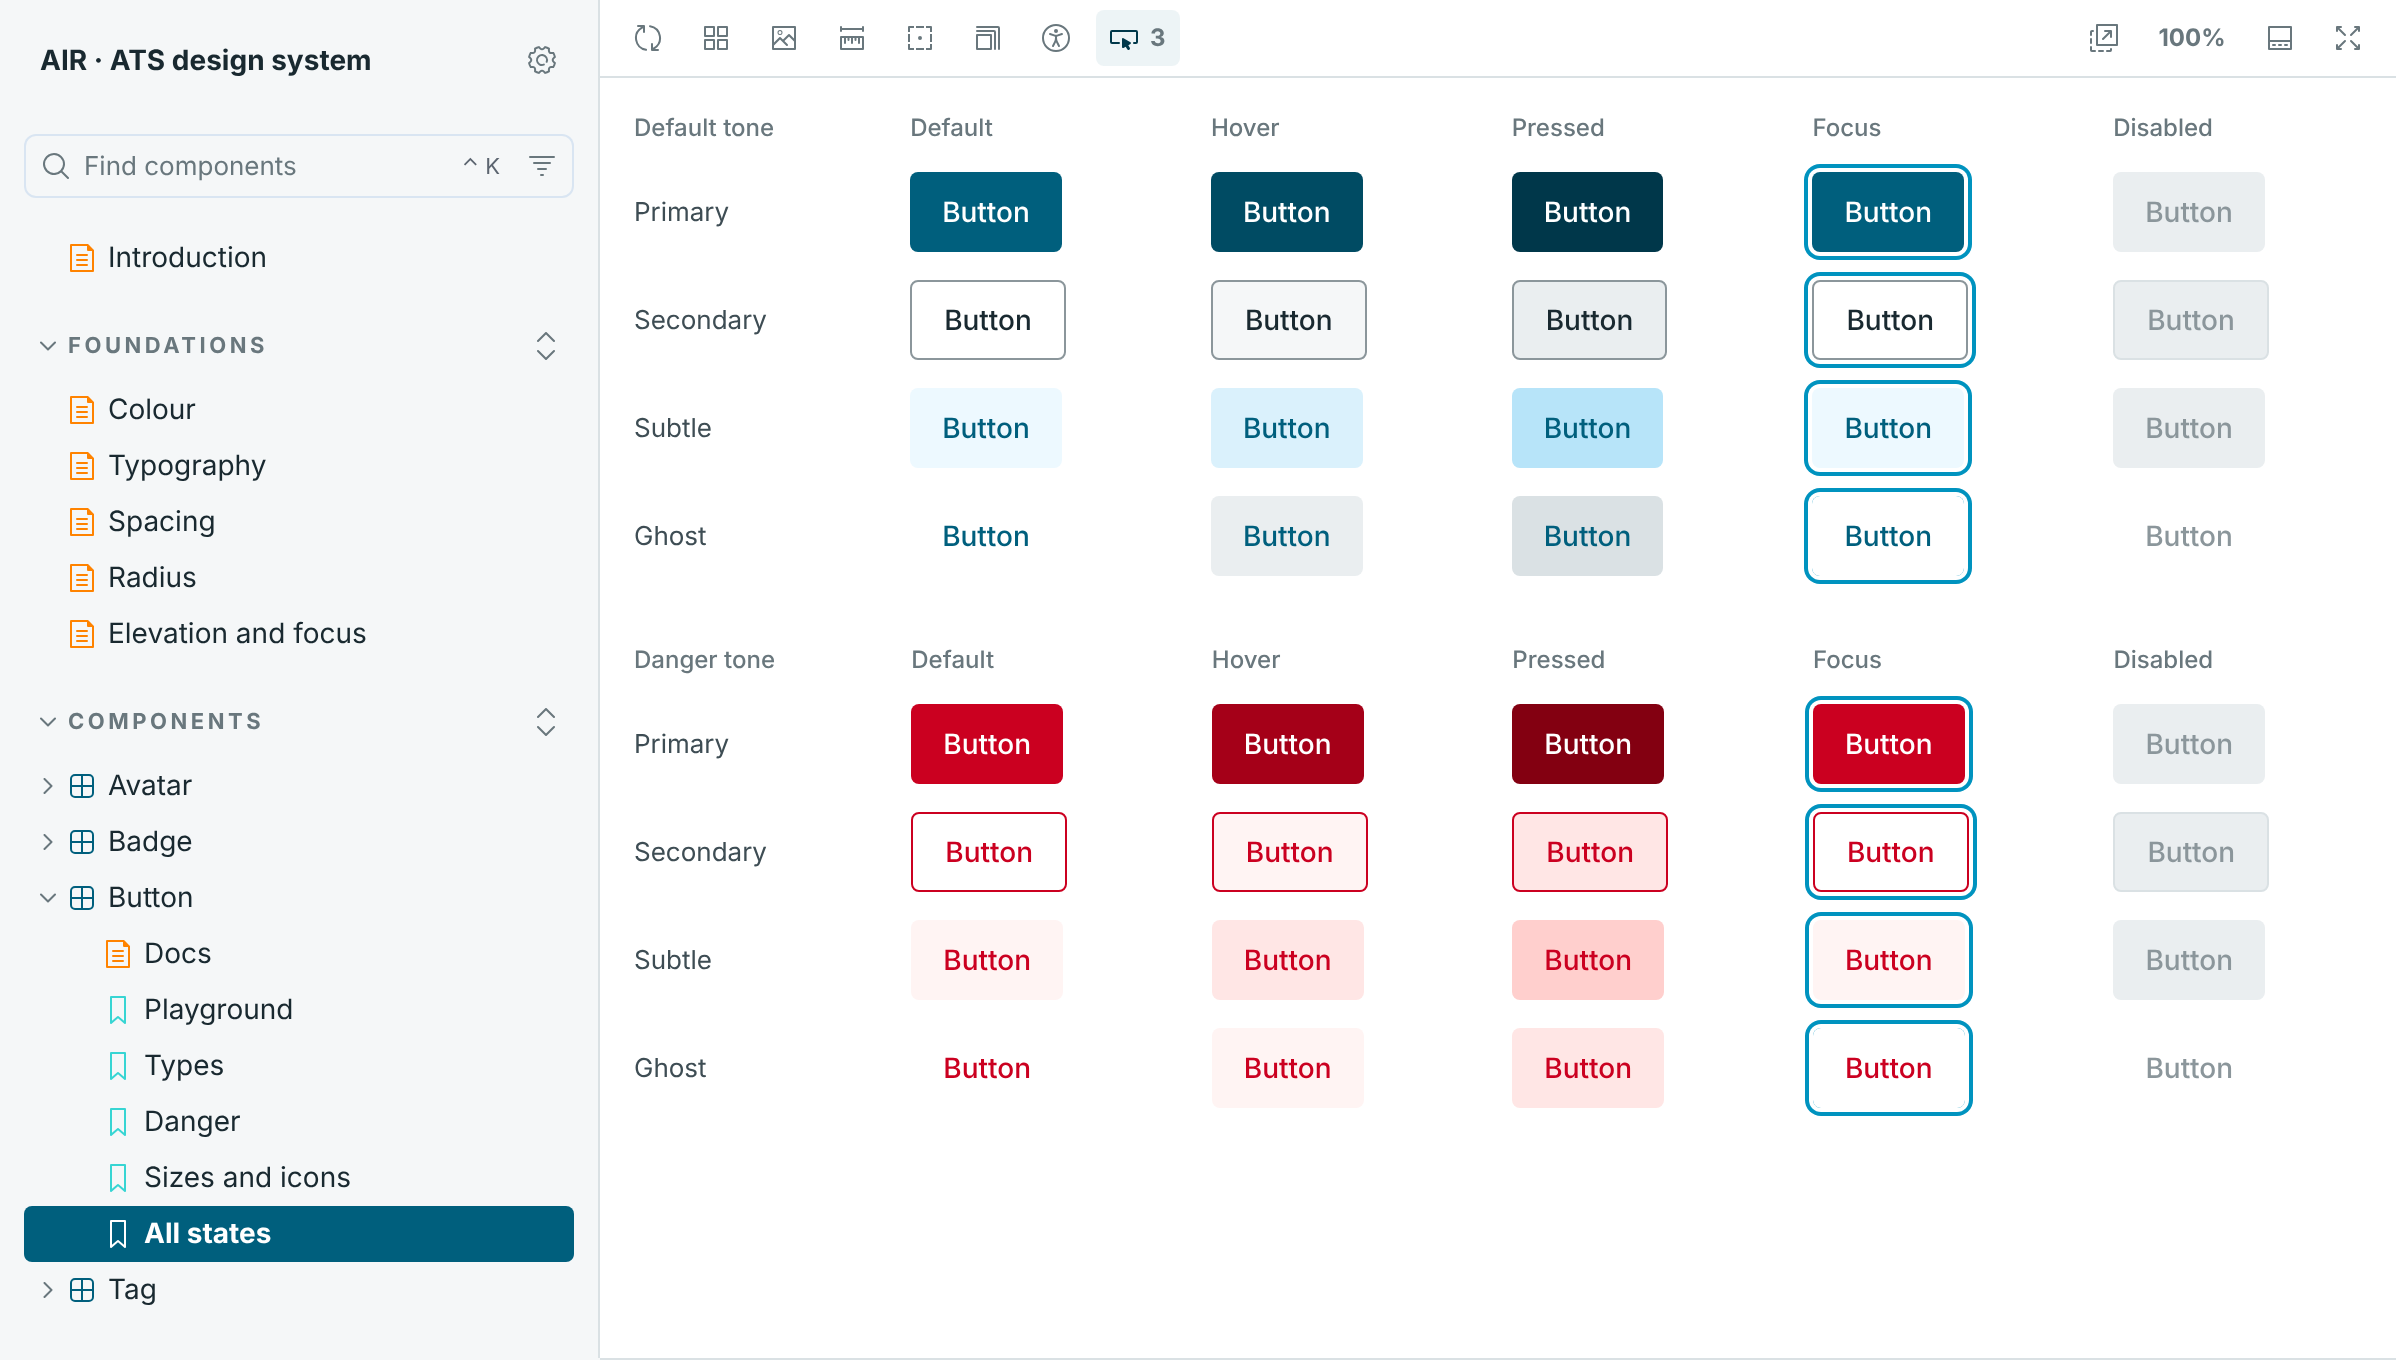 AIR · ATS design system
Find components
^ K
Introduction
FOUNDATIONS
Colour
Typography
Spacing
Radius
Elevation and focus
COMPONENTS
Avatar
Badge
Button
Docs
Playground
Types
Danger
Sizes and icons
All states
Tag
3
100%
Default tone Default Hover Pressed Focus Disabled
Primary Button Button Button Button Button
Secondary Button Button Button Button Button
Subtle Button Button Button Button Button
Ghost Button Button Button Button Button
Danger tone Default Hover Pressed Focus Disabled
Primary Button Button Button Button Button
Secondary Button Button Button Button Button
Subtle Button Button Button Button Button
Ghost Button Button Button Button Button